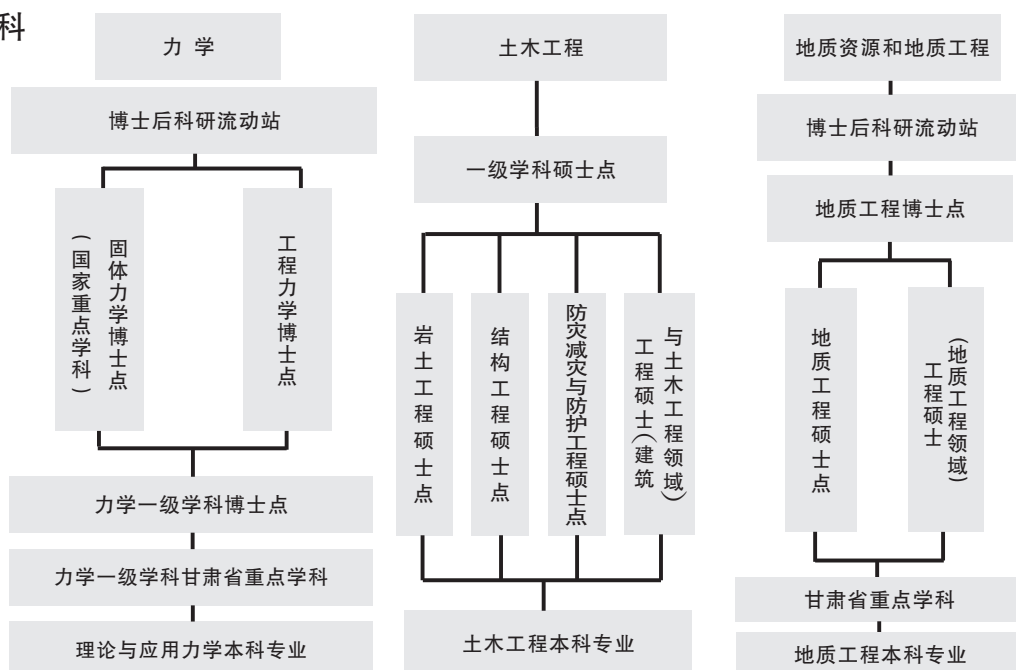 科
力 学
博士后科研流动站
固体力学博士点
（国家重点学科）
工程力学博士点
力学一级学科博士点
力学一级学科甘肃省重点学科
理论与应用力学本科专业
土木工程
一级学科硕士点
岩土工程硕士点
结构工程硕士点
防灾减灾与防护工程硕士点
工程硕士（建筑
与土木工程领域）
土木工程本科专业
地质资源和地质工程
博士后科研流动站
地质工程博士点
地质工程硕士点
工程硕士
（地质工程领域）
甘肃省重点学科
地质工程本科专业